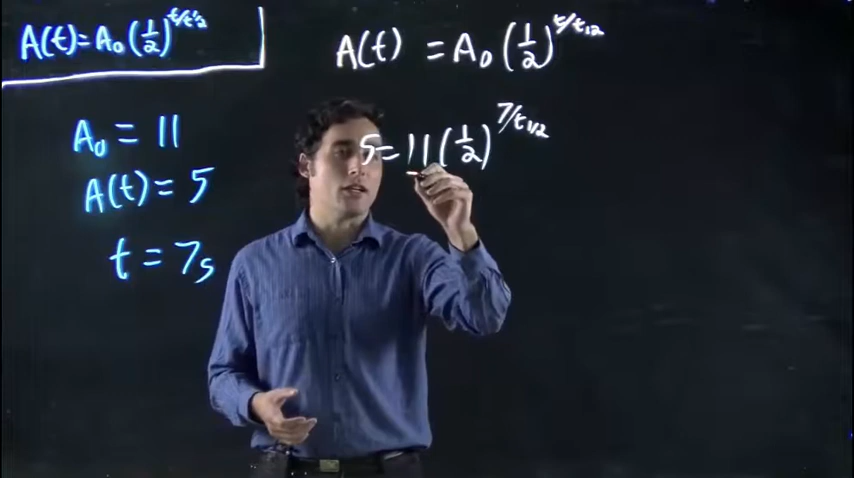 A(t)=A₀(1/2)^(t/t1/2)
A(t) = A₀(1/2)^(t/t1/2)
A₀ = 11
5=11(1/2)^(7/t1/2)
A(t) = 5
t = 7s